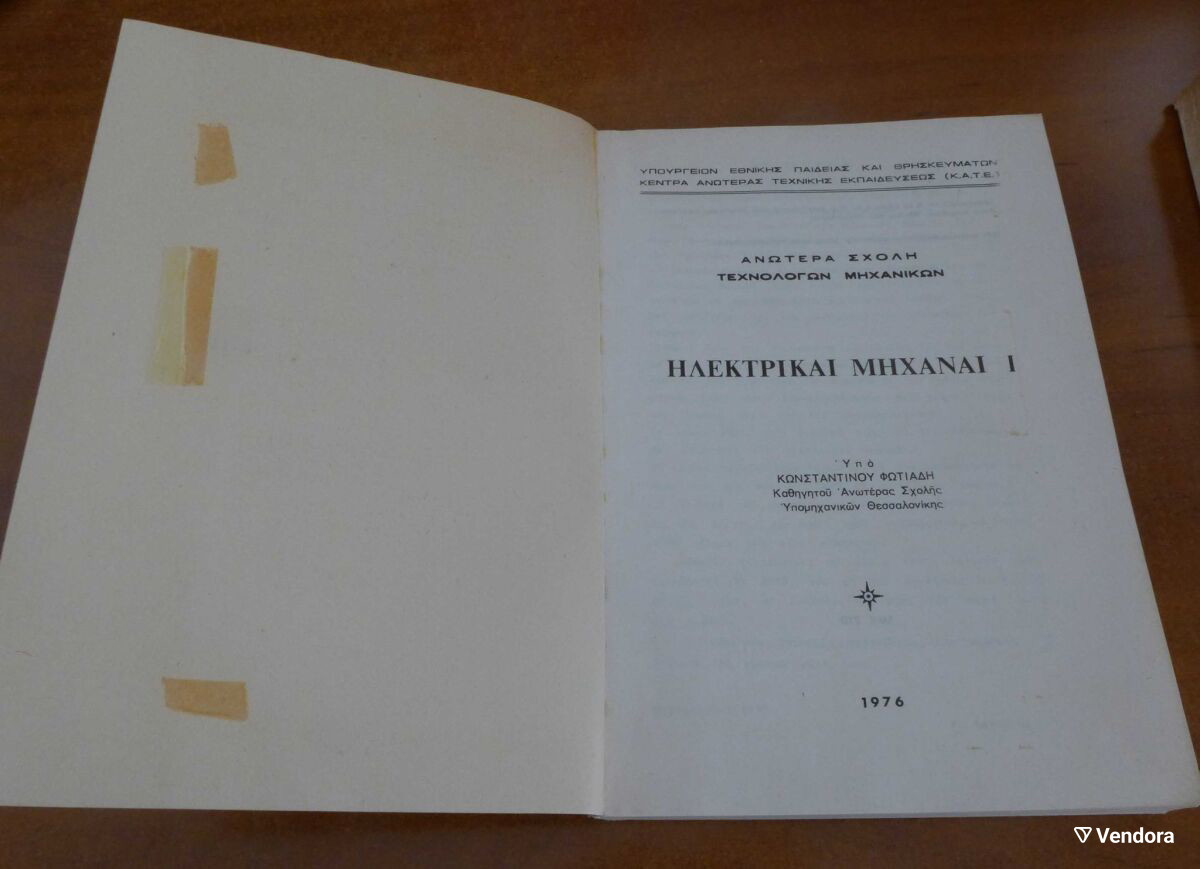 ΥΠΟΥΡΓΕΙΟΝ ΕΘΝΙΚΗΣ ΠΑΙΔΕΙΑΣ ΚΑΙ ΘΡΗΣΚΕΥΜΑΤΩΝ
ΚΕΝΤΡΑ ΑΝΩΤΕΡΑΣ ΤΕΧΝΙΚΗΣ ΕΚΠΑΙΔΕΥΣΕΩΣ (Κ.Α.Τ.Ε.)
ΑΝΩΤΕΡΑ ΣΧΟΛΗ
ΤΕΧΝΟΛΟΓΩΝ ΜΗΧΑΝΙΚΩΝ
ΗΛΕΚΤΡΙΚΑΙ ΜΗΧΑΝΑΙ Ι
Ὑπὸ
ΚΩΝΣΤΑΝΤΙΝΟΥ ΦΩΤΙΑΔΗ
Καθηγητοῦ Ἀνωτέρας Σχολῆς
Ὑπομηχανικῶν Θεσσαλονίκης
1976
Vendora